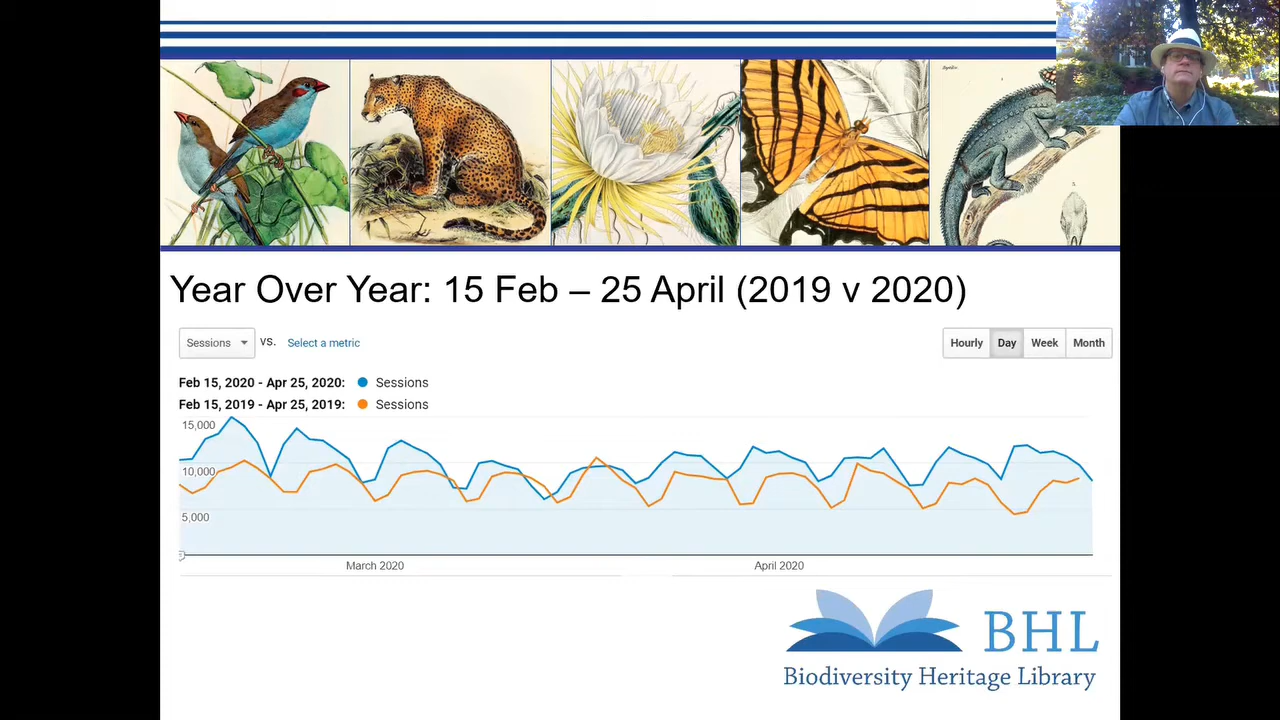 Year Over Year: 15 Feb – 25 April (2019 v 2020)
Sessions vs. Select a metric
Hourly Day Week Month
Feb 15, 2020 - Apr 25, 2020: Sessions
Feb 15, 2019 - Apr 25, 2019: Sessions
15,000
10,000
5,000
March 2020 April 2020
BHL
Biodiversity Heritage Library